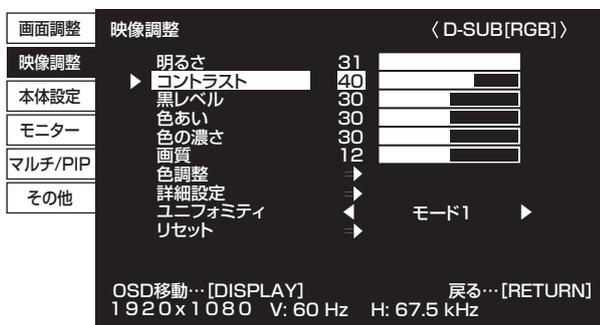 画面調整
映像調整
本体設定
モニター
マルチ/PIP
その他
映像調整 〈 D-SUB[RGB] 〉
明るさ 31
コントラスト 40
黒レベル 30
色あい 30
色の濃さ 30
画質 12
色調整
詳細設定
ユニフォミティ モード1
リセット
OSD移動…[DISPLAY] 戻る…[RETURN]
1920x1080 V: 60 Hz H: 67.5 kHz